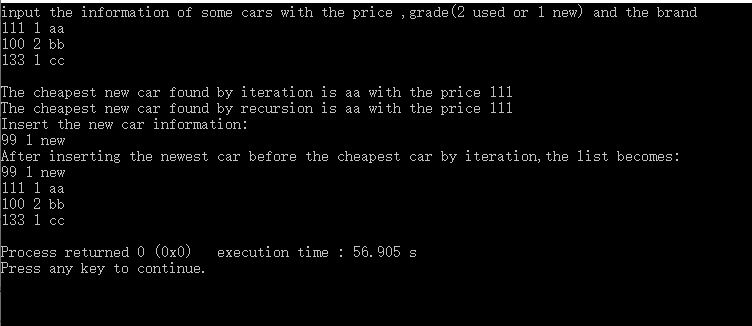 input the information of some cars with the price ,grade(2 used or 1 new) and the brand
111 1 aa
100 2 bb
133 1 cc
The cheapest new car found by iteration is aa with the price 111
The cheapest new car found by recursion is aa with the price 111
Insert the new car information:
99 1 new
After inserting the newest car before the cheapest car by iteration,the list becomes:
99 1 new
111 1 aa
100 2 bb
133 1 cc
Process returned 0 (0x0)   execution time : 56.905 s
Press any key to continue.